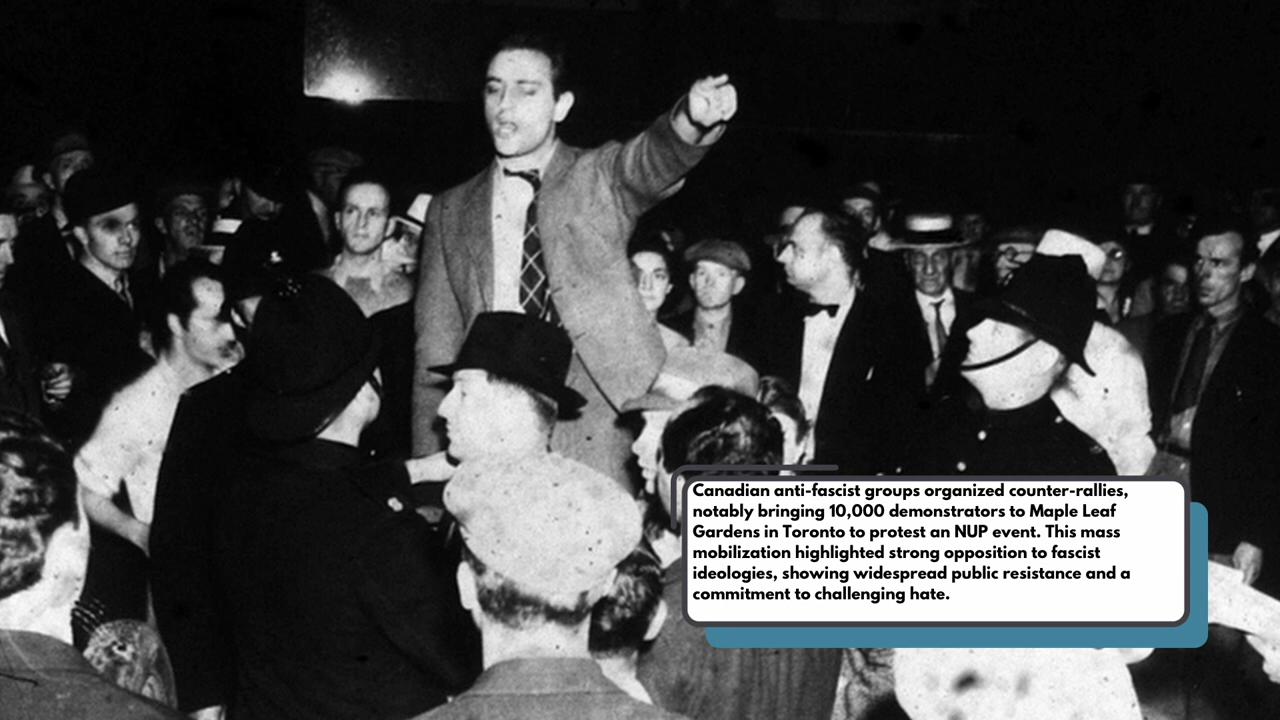 Canadian anti-fascist groups organized counter-rallies,
notably bringing 10,000 demonstrators to Maple Leaf
Gardens in Toronto to protest an NUP event. This mass
mobilization highlighted strong opposition to fascist
ideologies, showing widespread public resistance and a
commitment to challenging hate.